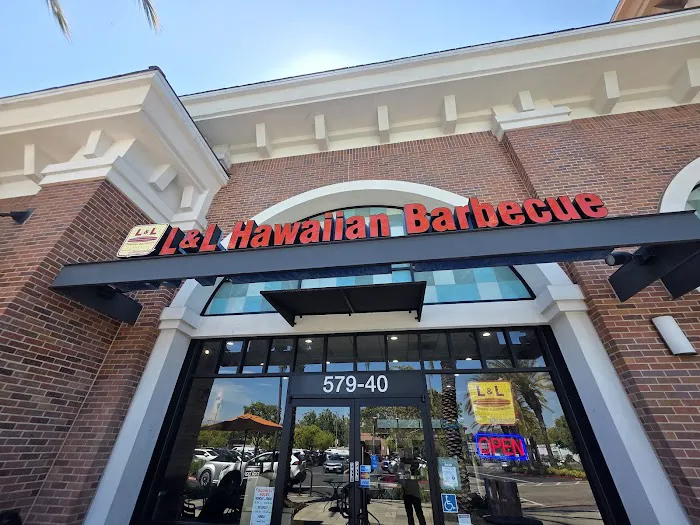 L & L
L&L Hawaiian Barbecue
579-40
L & L
OPEN